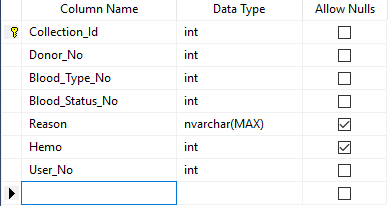 Column Name Data Type Allow Nulls
Collection_Id int
Donor_No int
Blood_Type_No int
Blood_Status_No int
Reason nvarchar(MAX)
Hemo int
User_No int